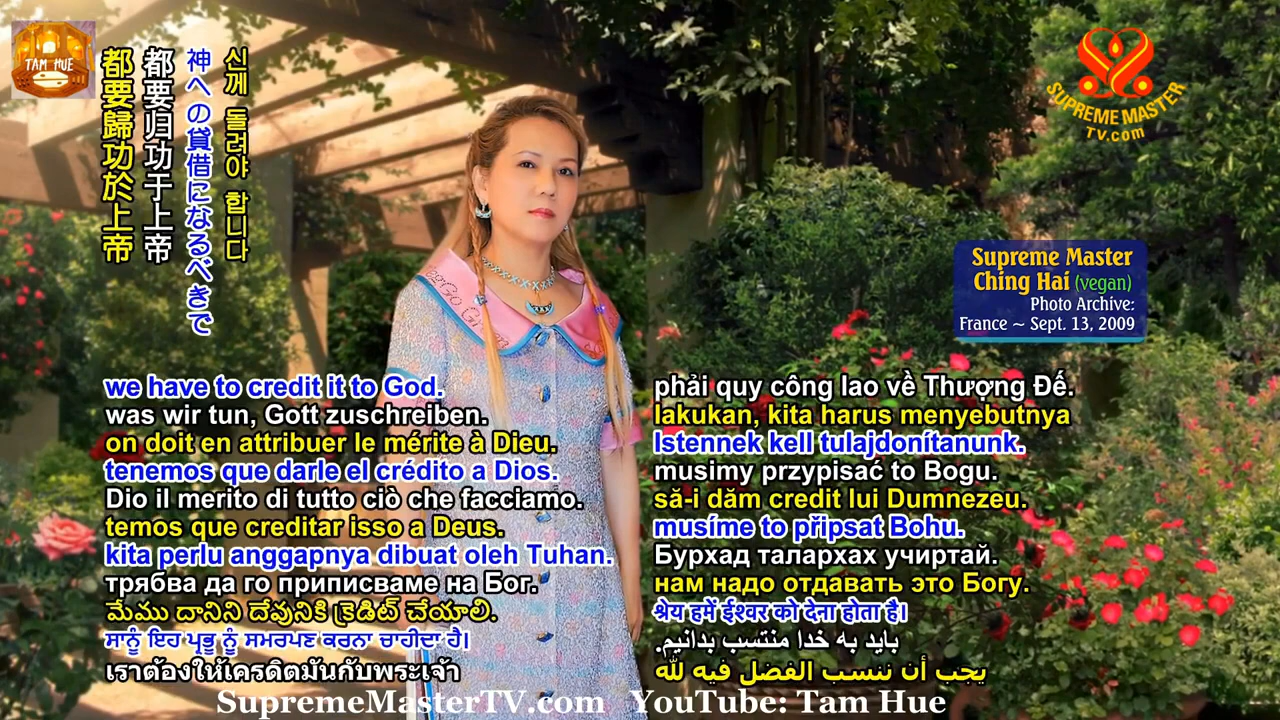 TAM HUE
都要歸功於上帝
都要归功于上帝
神への貸借になるべきで
신께 돌려야 합니다
SUPREME MASTER
TV.com
Supreme Master
Ching Hai (vegan)
Photo Archive:
France ~ Sept. 13, 2009
we have to credit it to God.
was wir tun, Gott zuschreiben.
on doit en attribuer le mérite à Dieu.
tenemos que darle el crédito a Dios.
Dio il merito di tutto ciò che facciamo.
temos que creditar isso a Deus.
kita perlu anggapnya dibuat oleh Tuhan.
трябва да го приписваме на Бог.
మేము దానిని దేవునికి క్రెడిట్ చేయాలి.
ਸਾਨੂੰ ਇਹ ਪ੍ਰਭੂ ਨੂੰ ਸਮਰਪਣ ਕਰਨਾ ਚਾਹੀਦਾ ਹੈ।
เราต้องให้เครดิตมันกับพระเจ้า
phải quy công lao về Thượng Đế.
lakukan, kita harus menyebutnya
Istennek kell tulajdonítanunk.
musimy przypisać to Bogu.
să-i dăm credit lui Dumnezeu.
musíme to připsat Bohu.
Бурхад талархах учиртай.
нам надо отдавать это Богу.
श्रेय हमें ईश्वर को देना होता है।
باید به خدا منتسب بدانیم.
يجب أن ننسب الفضل فيه لله
SupremeMasterTV.com YouTube: Tam Hue